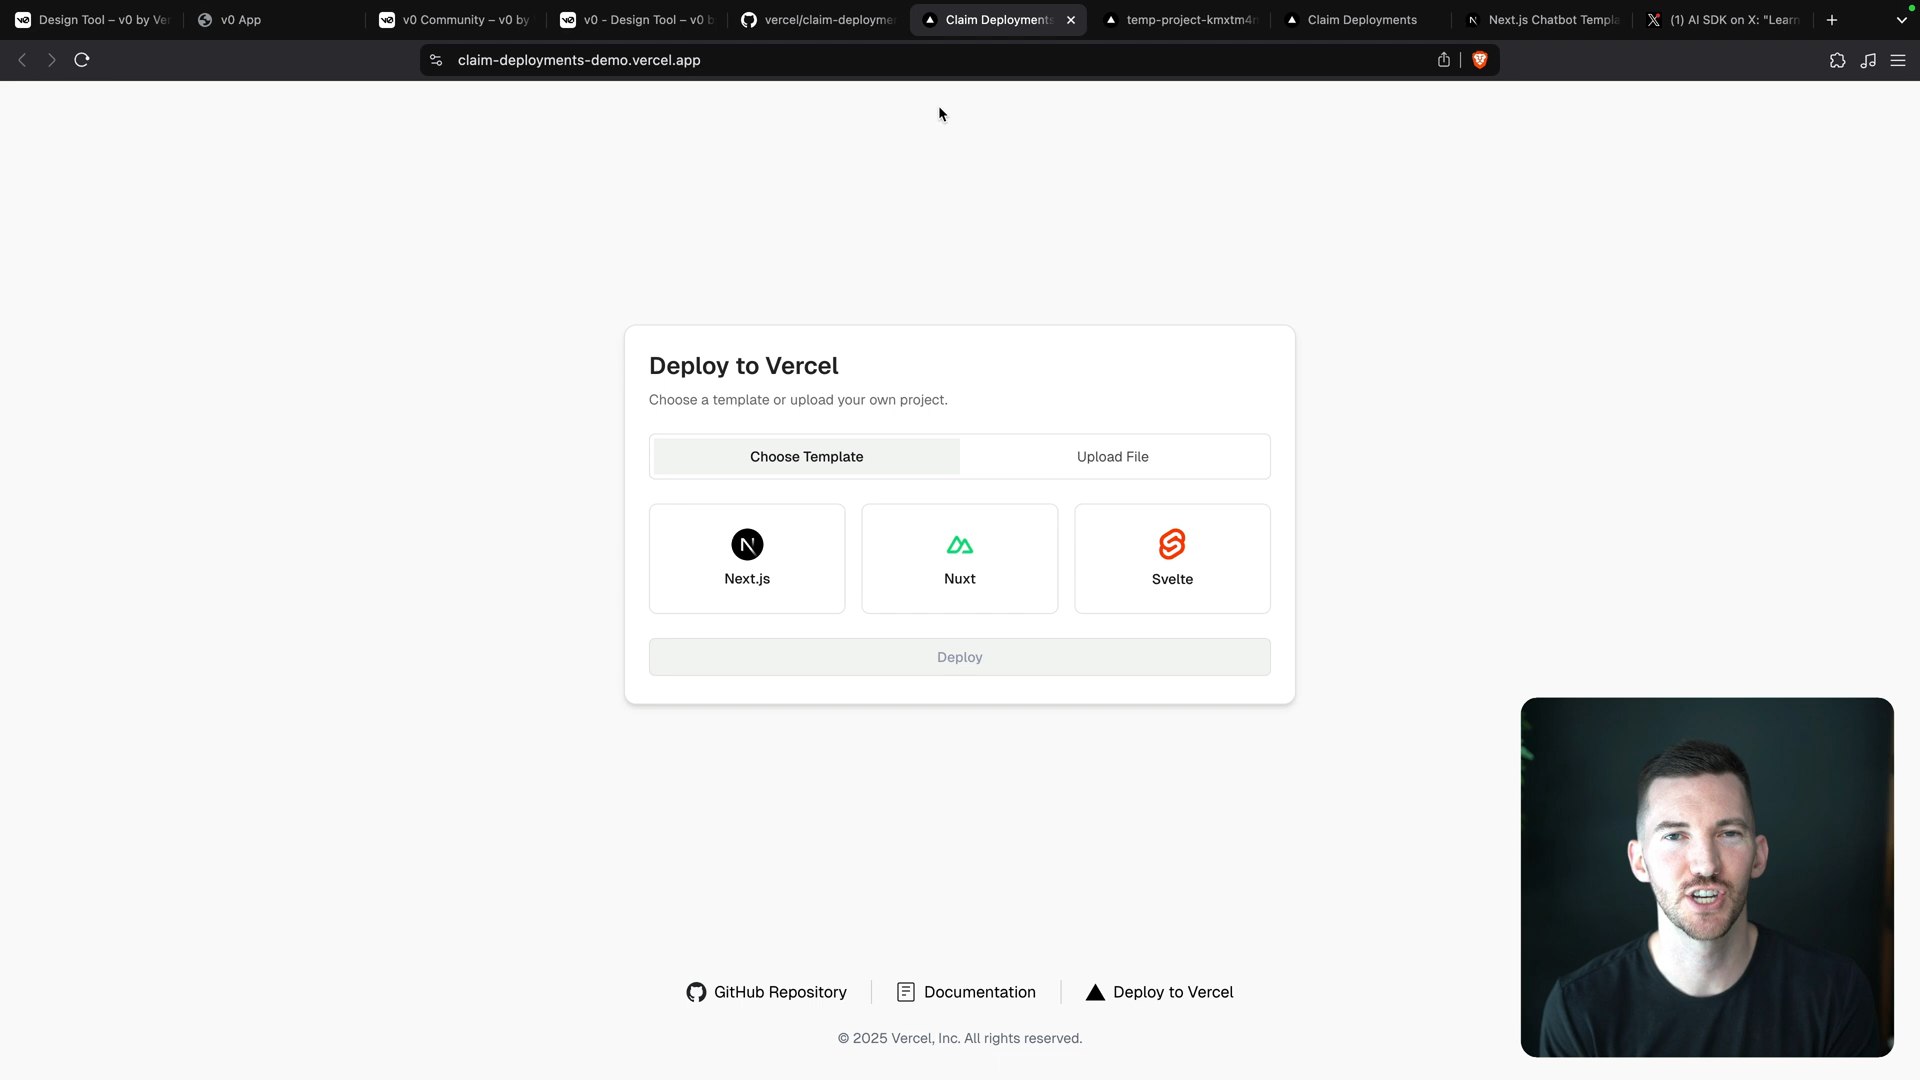 Design Tool – v0 by Ver
v0 App
v0 Community – v0 by
v0 - Design Tool – v0 b
vercel/claim-deployme
Claim Deployments
temp-project-kmxtm4n
Claim Deployments
Next.js Chatbot Templa
(1) AI SDK on X: "Learn
claim-deployments-demo.vercel.app
Deploy to Vercel
Choose a template or upload your own project.
Choose Template
Upload File
Next.js
Nuxt
Svelte
Deploy
GitHub Repository
Documentation
Deploy to Vercel
© 2025 Vercel, Inc. All rights reserved.